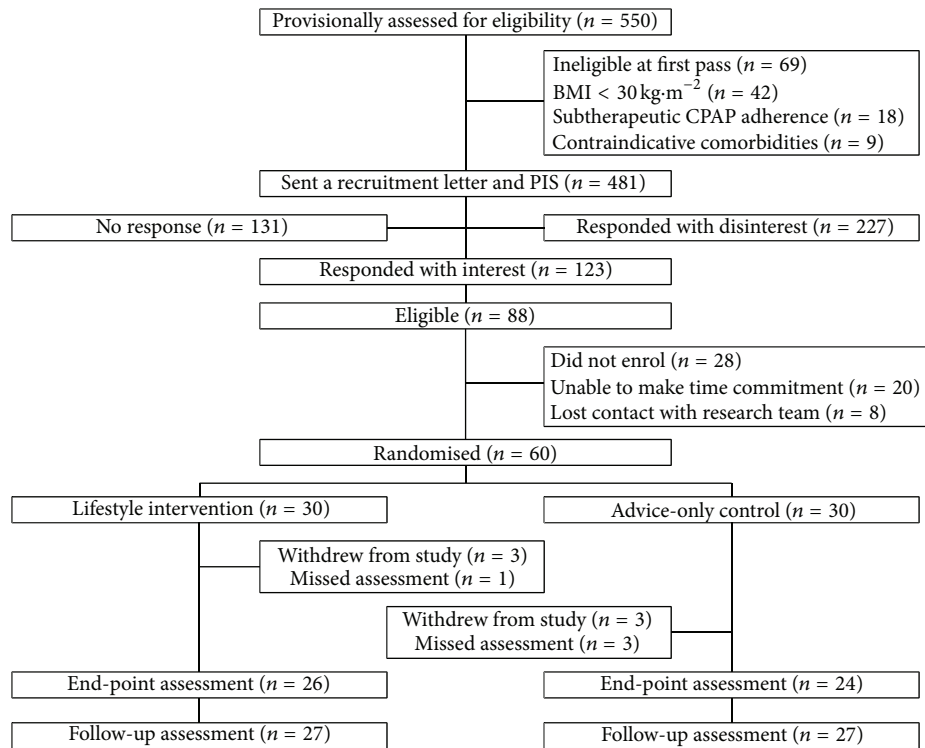 Provisionally assessed for eligibility (n = 550)
Ineligible at first pass (n = 69)
BMI < 30 kg·m⁻² (n = 42)
Subtherapeutic CPAP adherence (n = 18)
Contraindicative comorbidities (n = 9)
Sent a recruitment letter and PIS (n = 481)
No response (n = 131)
Responded with disinterest (n = 227)
Responded with interest (n = 123)
Eligible (n = 88)
Did not enrol (n = 28)
Unable to make time commitment (n = 20)
Lost contact with research team (n = 8)
Randomised (n = 60)
Lifestyle intervention (n = 30)
Advice-only control (n = 30)
Withdrew from study (n = 3)
Missed assessment (n = 1)
Withdrew from study (n = 3)
Missed assessment (n = 3)
End-point assessment (n = 26)
End-point assessment (n = 24)
Follow-up assessment (n = 27)
Follow-up assessment (n = 27)